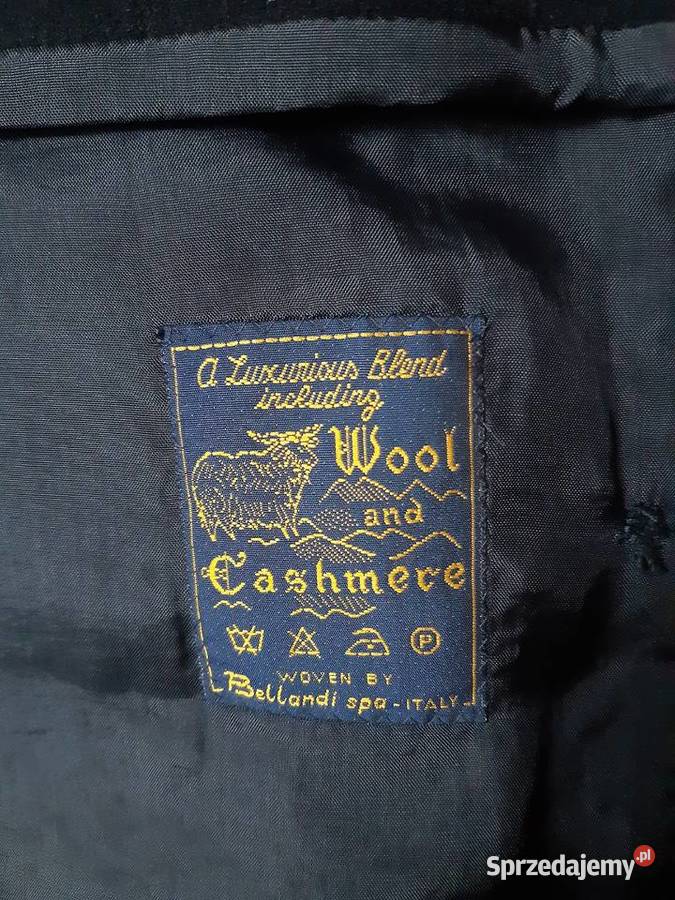 A Luxurious Blend
including
Wool
and
Cashmere
P
WOVEN BY
Bellandi spa - ITALY
Sprzedajemy.pl